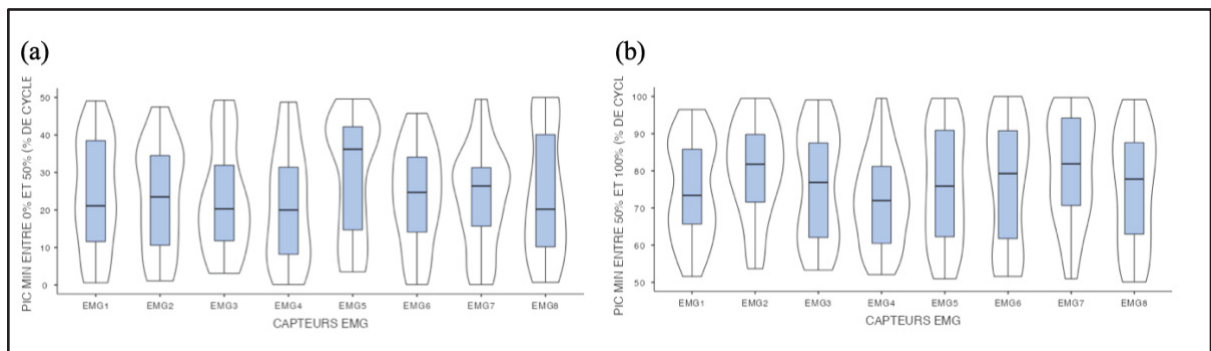 (a)
PIC MIN ENTRE 0% ET 50% (% DE CYCLE
50
40
30
20
10
0
EMG1 EMG2 EMG3 EMG4 EMG5 EMG6 EMG7 EMG8
CAPTEURS EMG
(b)
PIC MIN ENTRE 50% ET 100% (% DE CYCL
100
90
80
70
60
50
EMG1 EMG2 EMG3 EMG4 EMG5 EMG6 EMG7 EMG8
CAPTEURS EMG